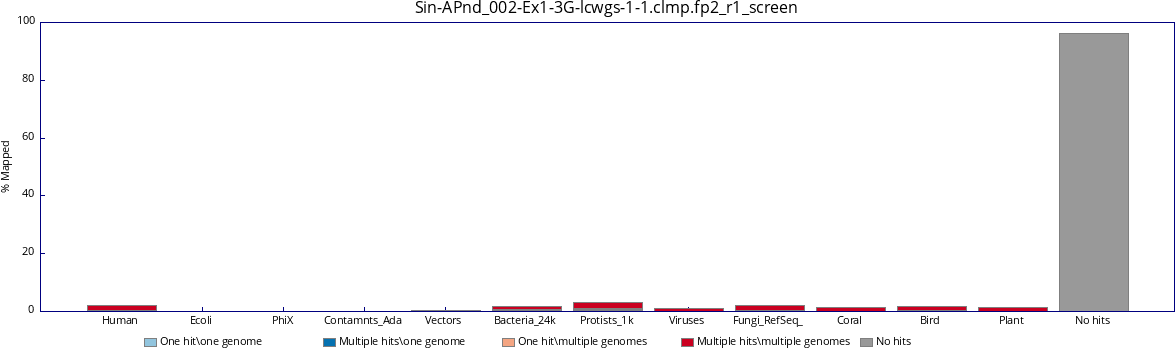 Sin-APnd_002-Ex1-3G-lcwgs-1-1.clmp.fp2_r1_screen
100
80
60
40
20
0
% Mapped
Human Ecoli PhiX Contamnts_Ada Vectors Bacteria_24k Protists_1k Viruses Fungi_RefSeq_ Coral Bird Plant No hits
One hit\one genome Multiple hits\one genome One hit\multiple genomes Multiple hits\multiple genomes No hits